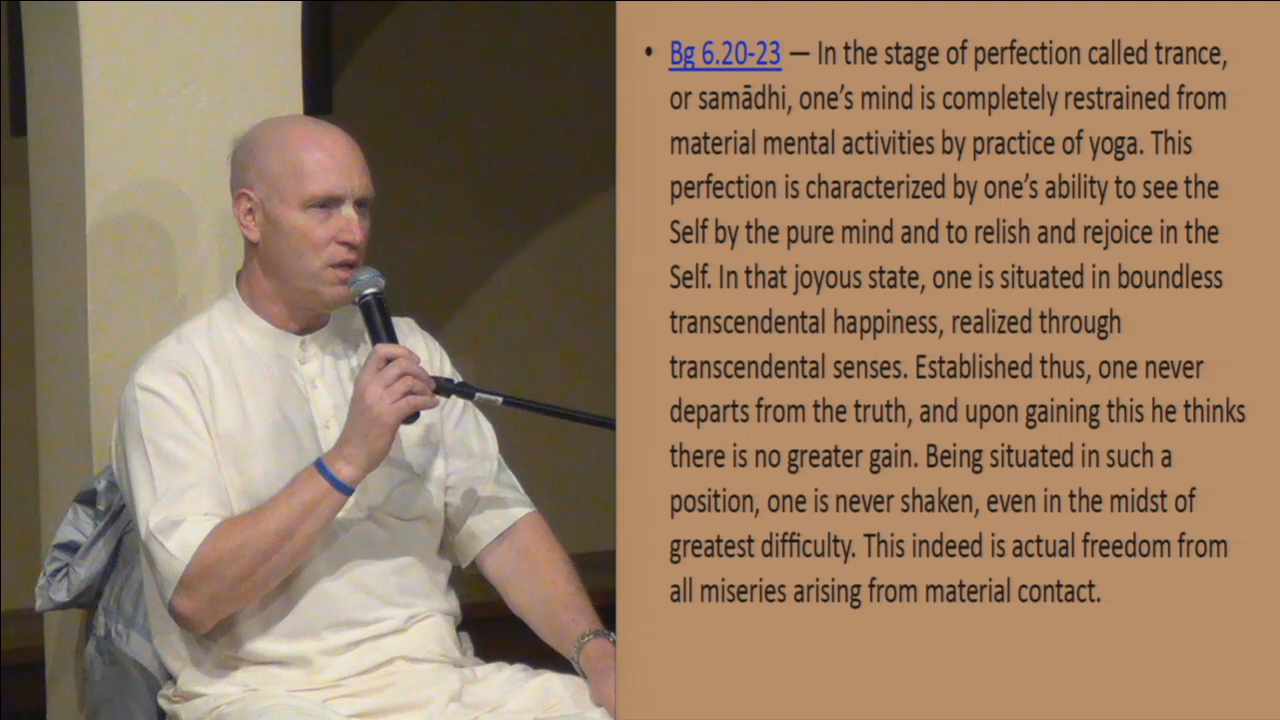 • Bg 6.20-23 — In the stage of perfection called trance,
or samādhi, one’s mind is completely restrained from
material mental activities by practice of yoga. This
perfection is characterized by one’s ability to see the
Self by the pure mind and to relish and rejoice in the
Self. In that joyous state, one is situated in boundless
transcendental happiness, realized through
transcendental senses. Established thus, one never
departs from the truth, and upon gaining this he thinks
there is no greater gain. Being situated in such a
position, one is never shaken, even in the midst of
greatest difficulty. This indeed is actual freedom from
all miseries arising from material contact.